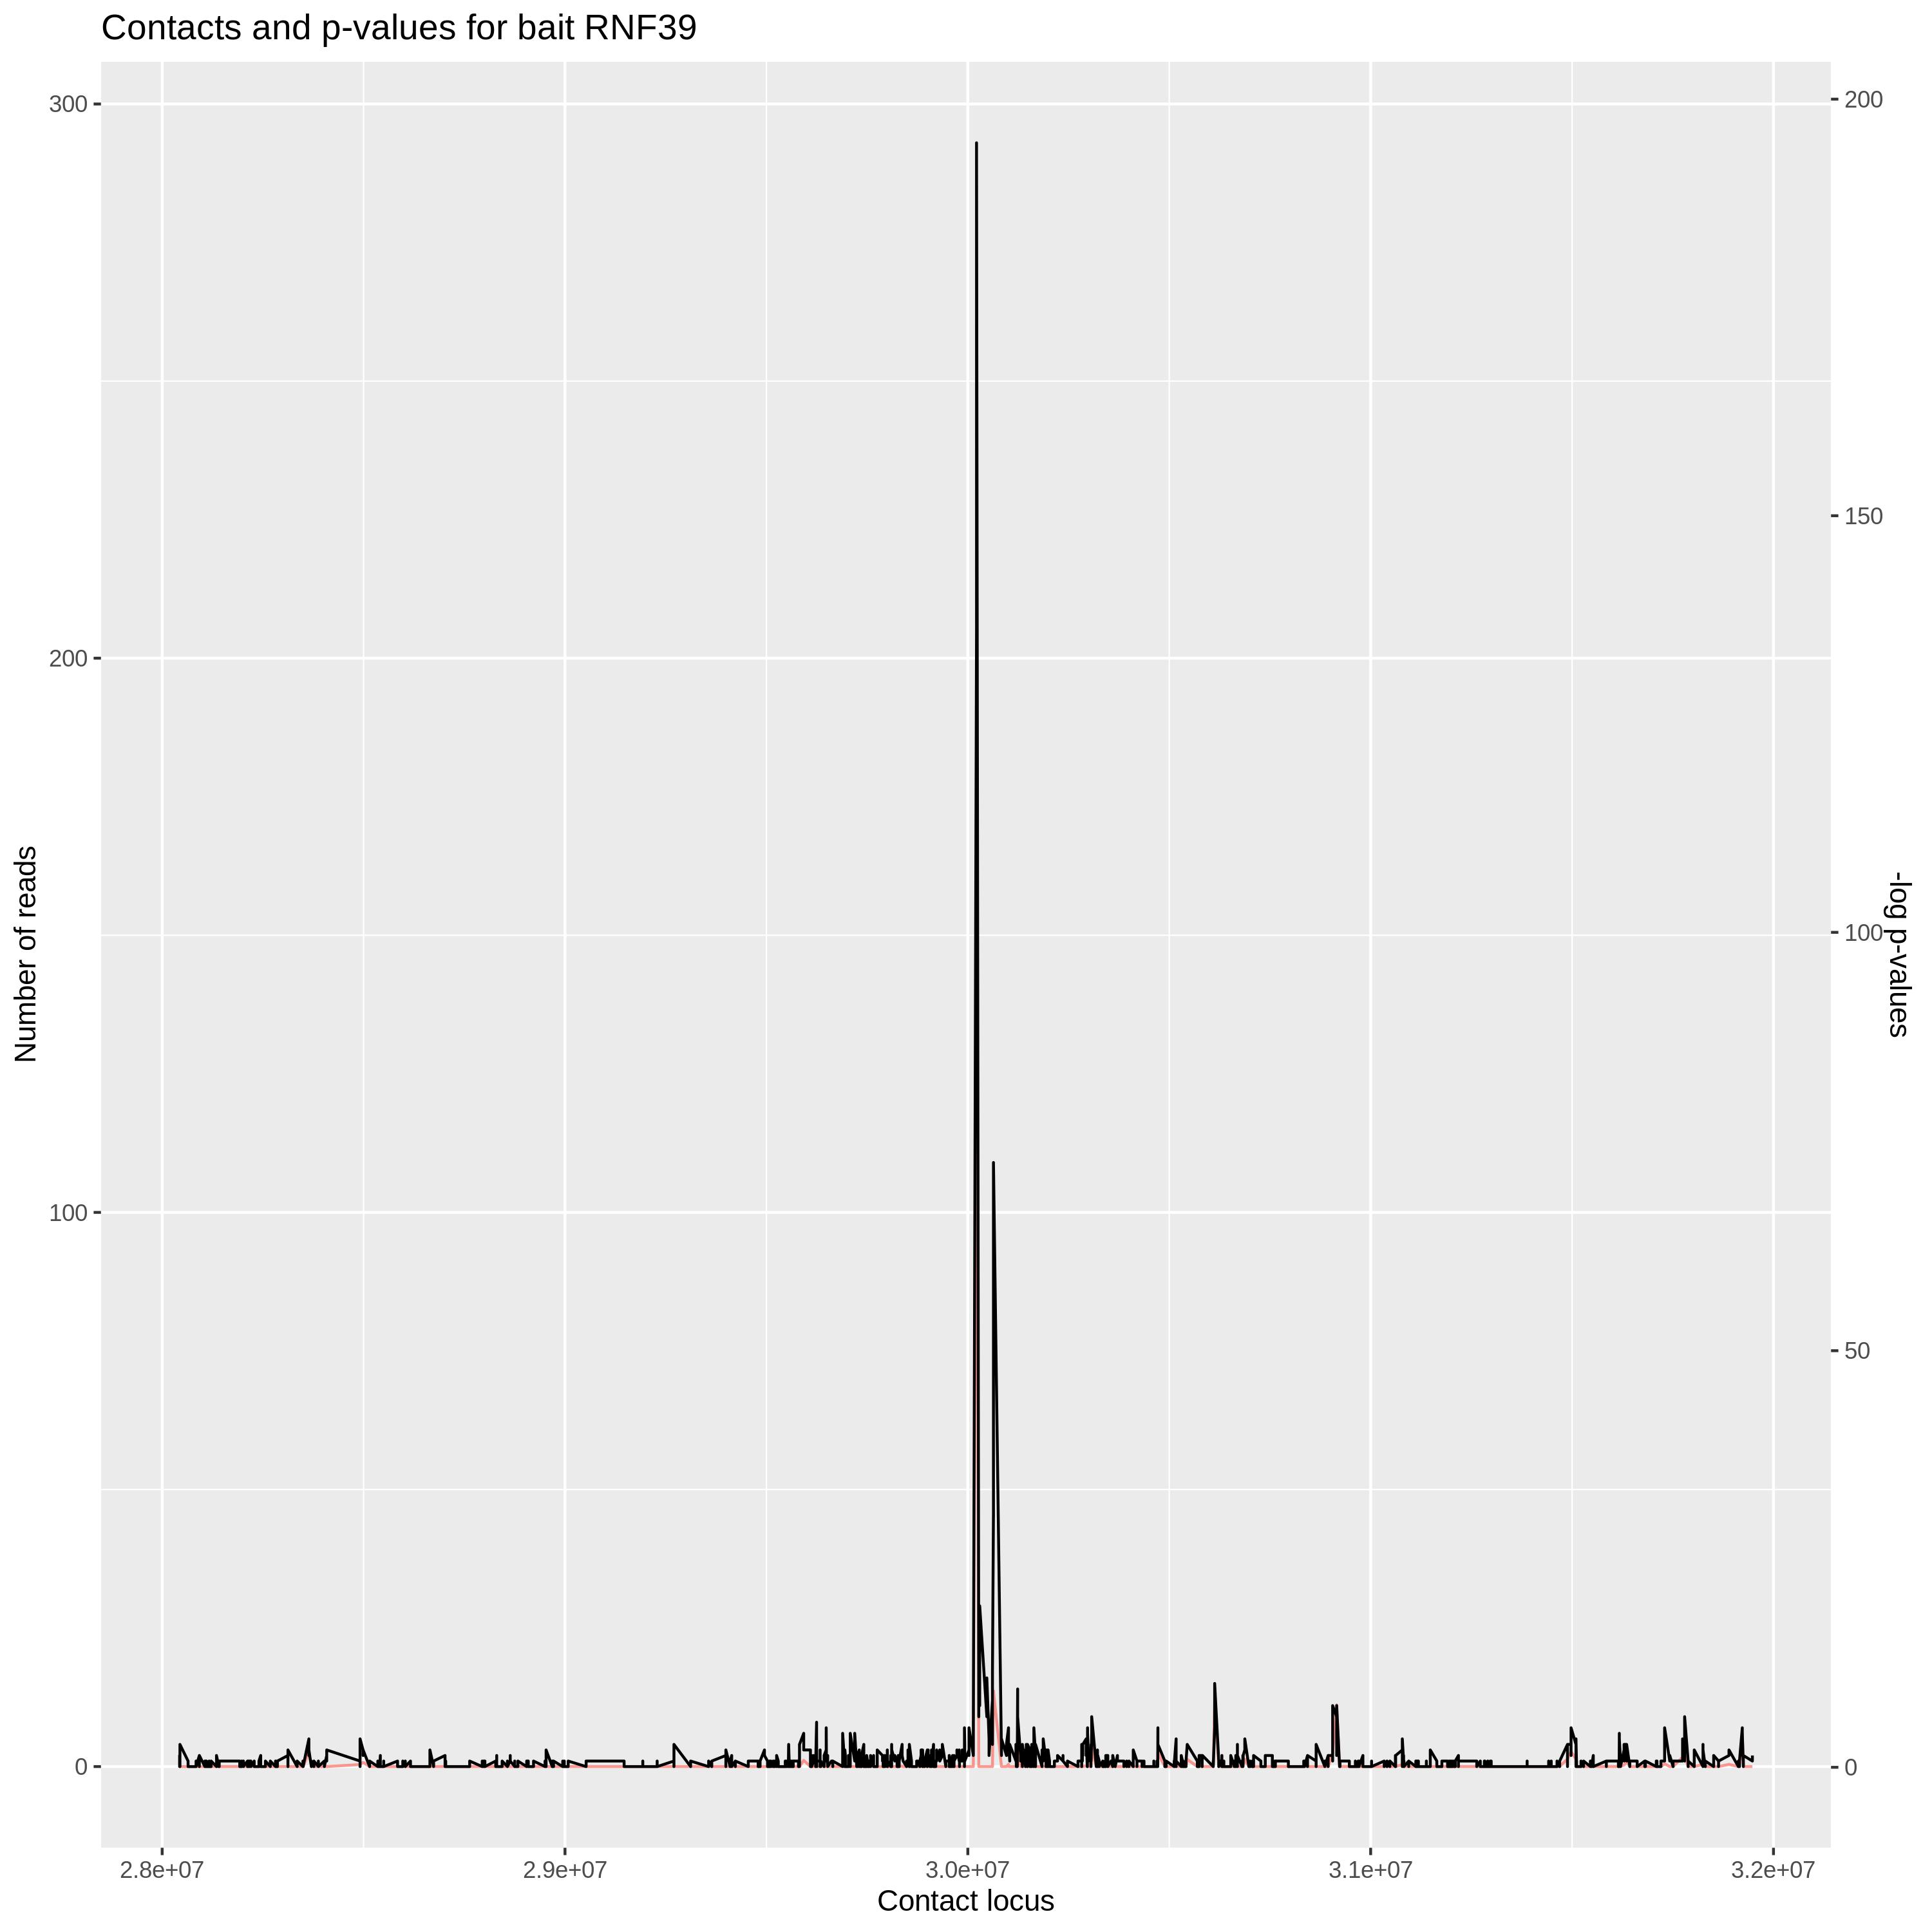 Contacts and p-values for bait RNF39
300
200
100
0
200
150
100
50
0
Number of reads
-log p-values
2.8e+07 2.9e+07 3.0e+07 3.1e+07 3.2e+07
Contact locus